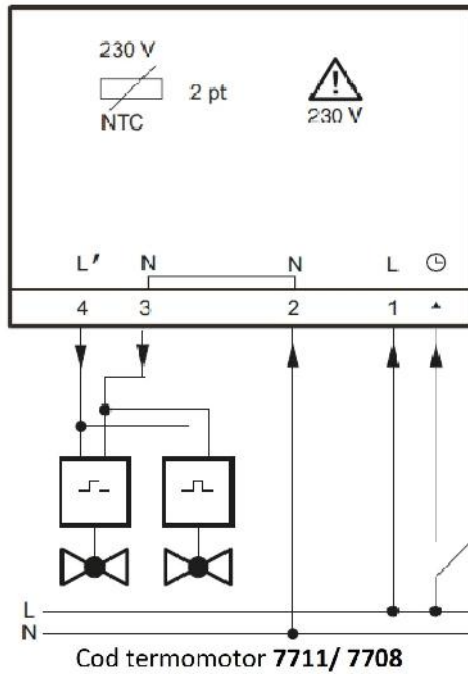 230 V
2 pt
NTC
230 V
L' N N L
4 3 2 1
L
N
Cod termomotor 7711/ 7708